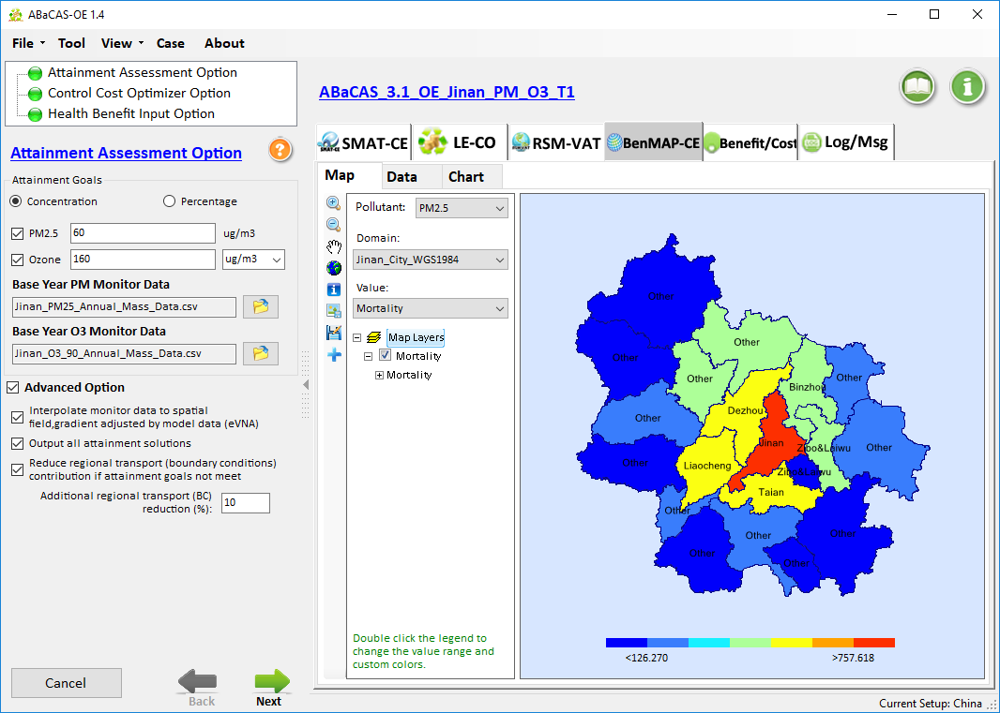 ABaCAS-OE 1.4
File Tool View Case About
Attainment Assessment Option
Control Cost Optimizer Option
Health Benefit Input Option
Attainment Assessment Option
?
Attainment Goals
Concentration Percentage
PM2.5 60 ug/m3
Ozone 160 ug/m3
Base Year PM Monitor Data
Jinan_PM25_Annual_Mass_Data.csv
Base Year O3 Monitor Data
Jinan_O3_90_Annual_Mass_Data.csv
Advanced Option
Interpolate monitor data to spatial
field,gradient adjusted by model data (eVNA)
Output all attainment solutions
Reduce regional transport (boundary conditions)
contribution if attainment goals not meet
Additional regional transport (BC)
reduction (%): 10
Cancel
Back
Next
ABaCAS_3.1_OE_Jinan_PM_O3_T1
i
SMAT-CE LE-CO RSM-VAT BenMAP-CE Benefit/Cost Log/Msg
Map Data Chart
Pollutant: PM2.5
Domain:
Jinan_City_WGS1984
Value:
Mortality
Map Layers
Mortality
Mortality
Double click the legend to
change the value range and
custom colors.
Other
Other
Other
Other
Other
Binzhou
Other
Dezhou
Other
Jinan
Zibo&Laiwu
Other
Other
Liaocheng
Zibo&Laiwu
Taian
Other
Other
Other
Other
Other
<126.270 >757.618
Current Setup: China